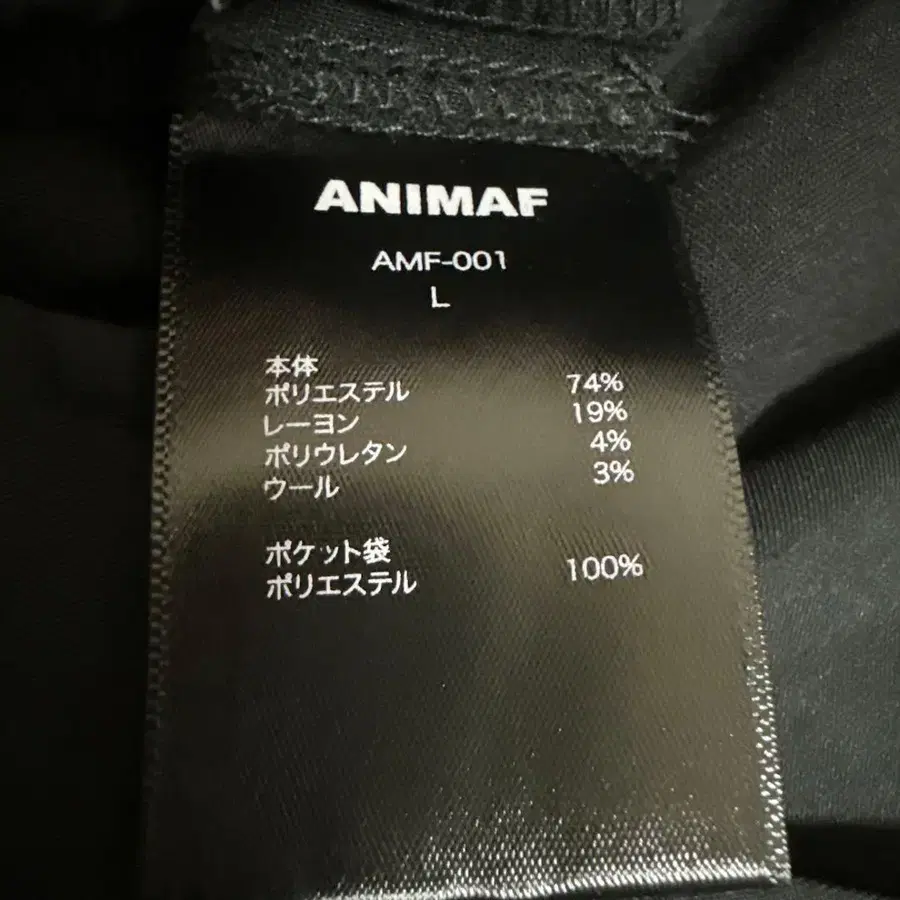 ANIMAF
AMF-001
L
本体
ポリエステル 74%
レーヨン 19%
ポリウレタン 4%
ウール 3%
ポケット袋
ポリエステル 100%